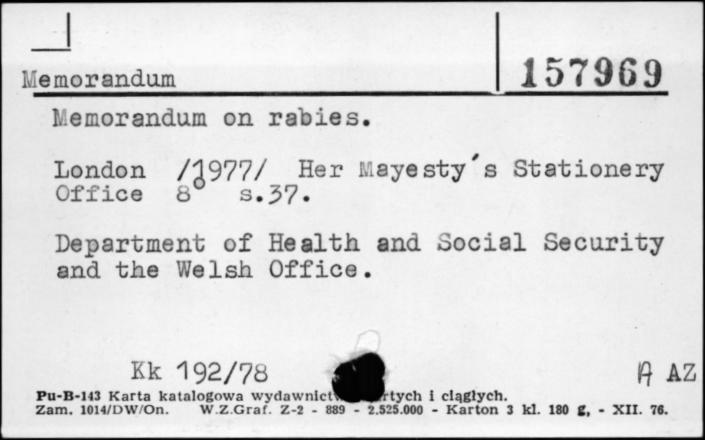 Memorandum 157969
Memorandum on rabies.
London /1977/ Her Mayesty's Stationery
Office 8° s.37.
Department of Health and Social Security
and the Welsh Office.
Kk 192/78 A AZ
Pu-B-143 Karta katalogowa i ciągłych.
Zam. 1014/DW/On. W.Z.Graf. Z-2 - 889 - 2.525.000 - Karton 3 kl. 180 g, - XII. 76.